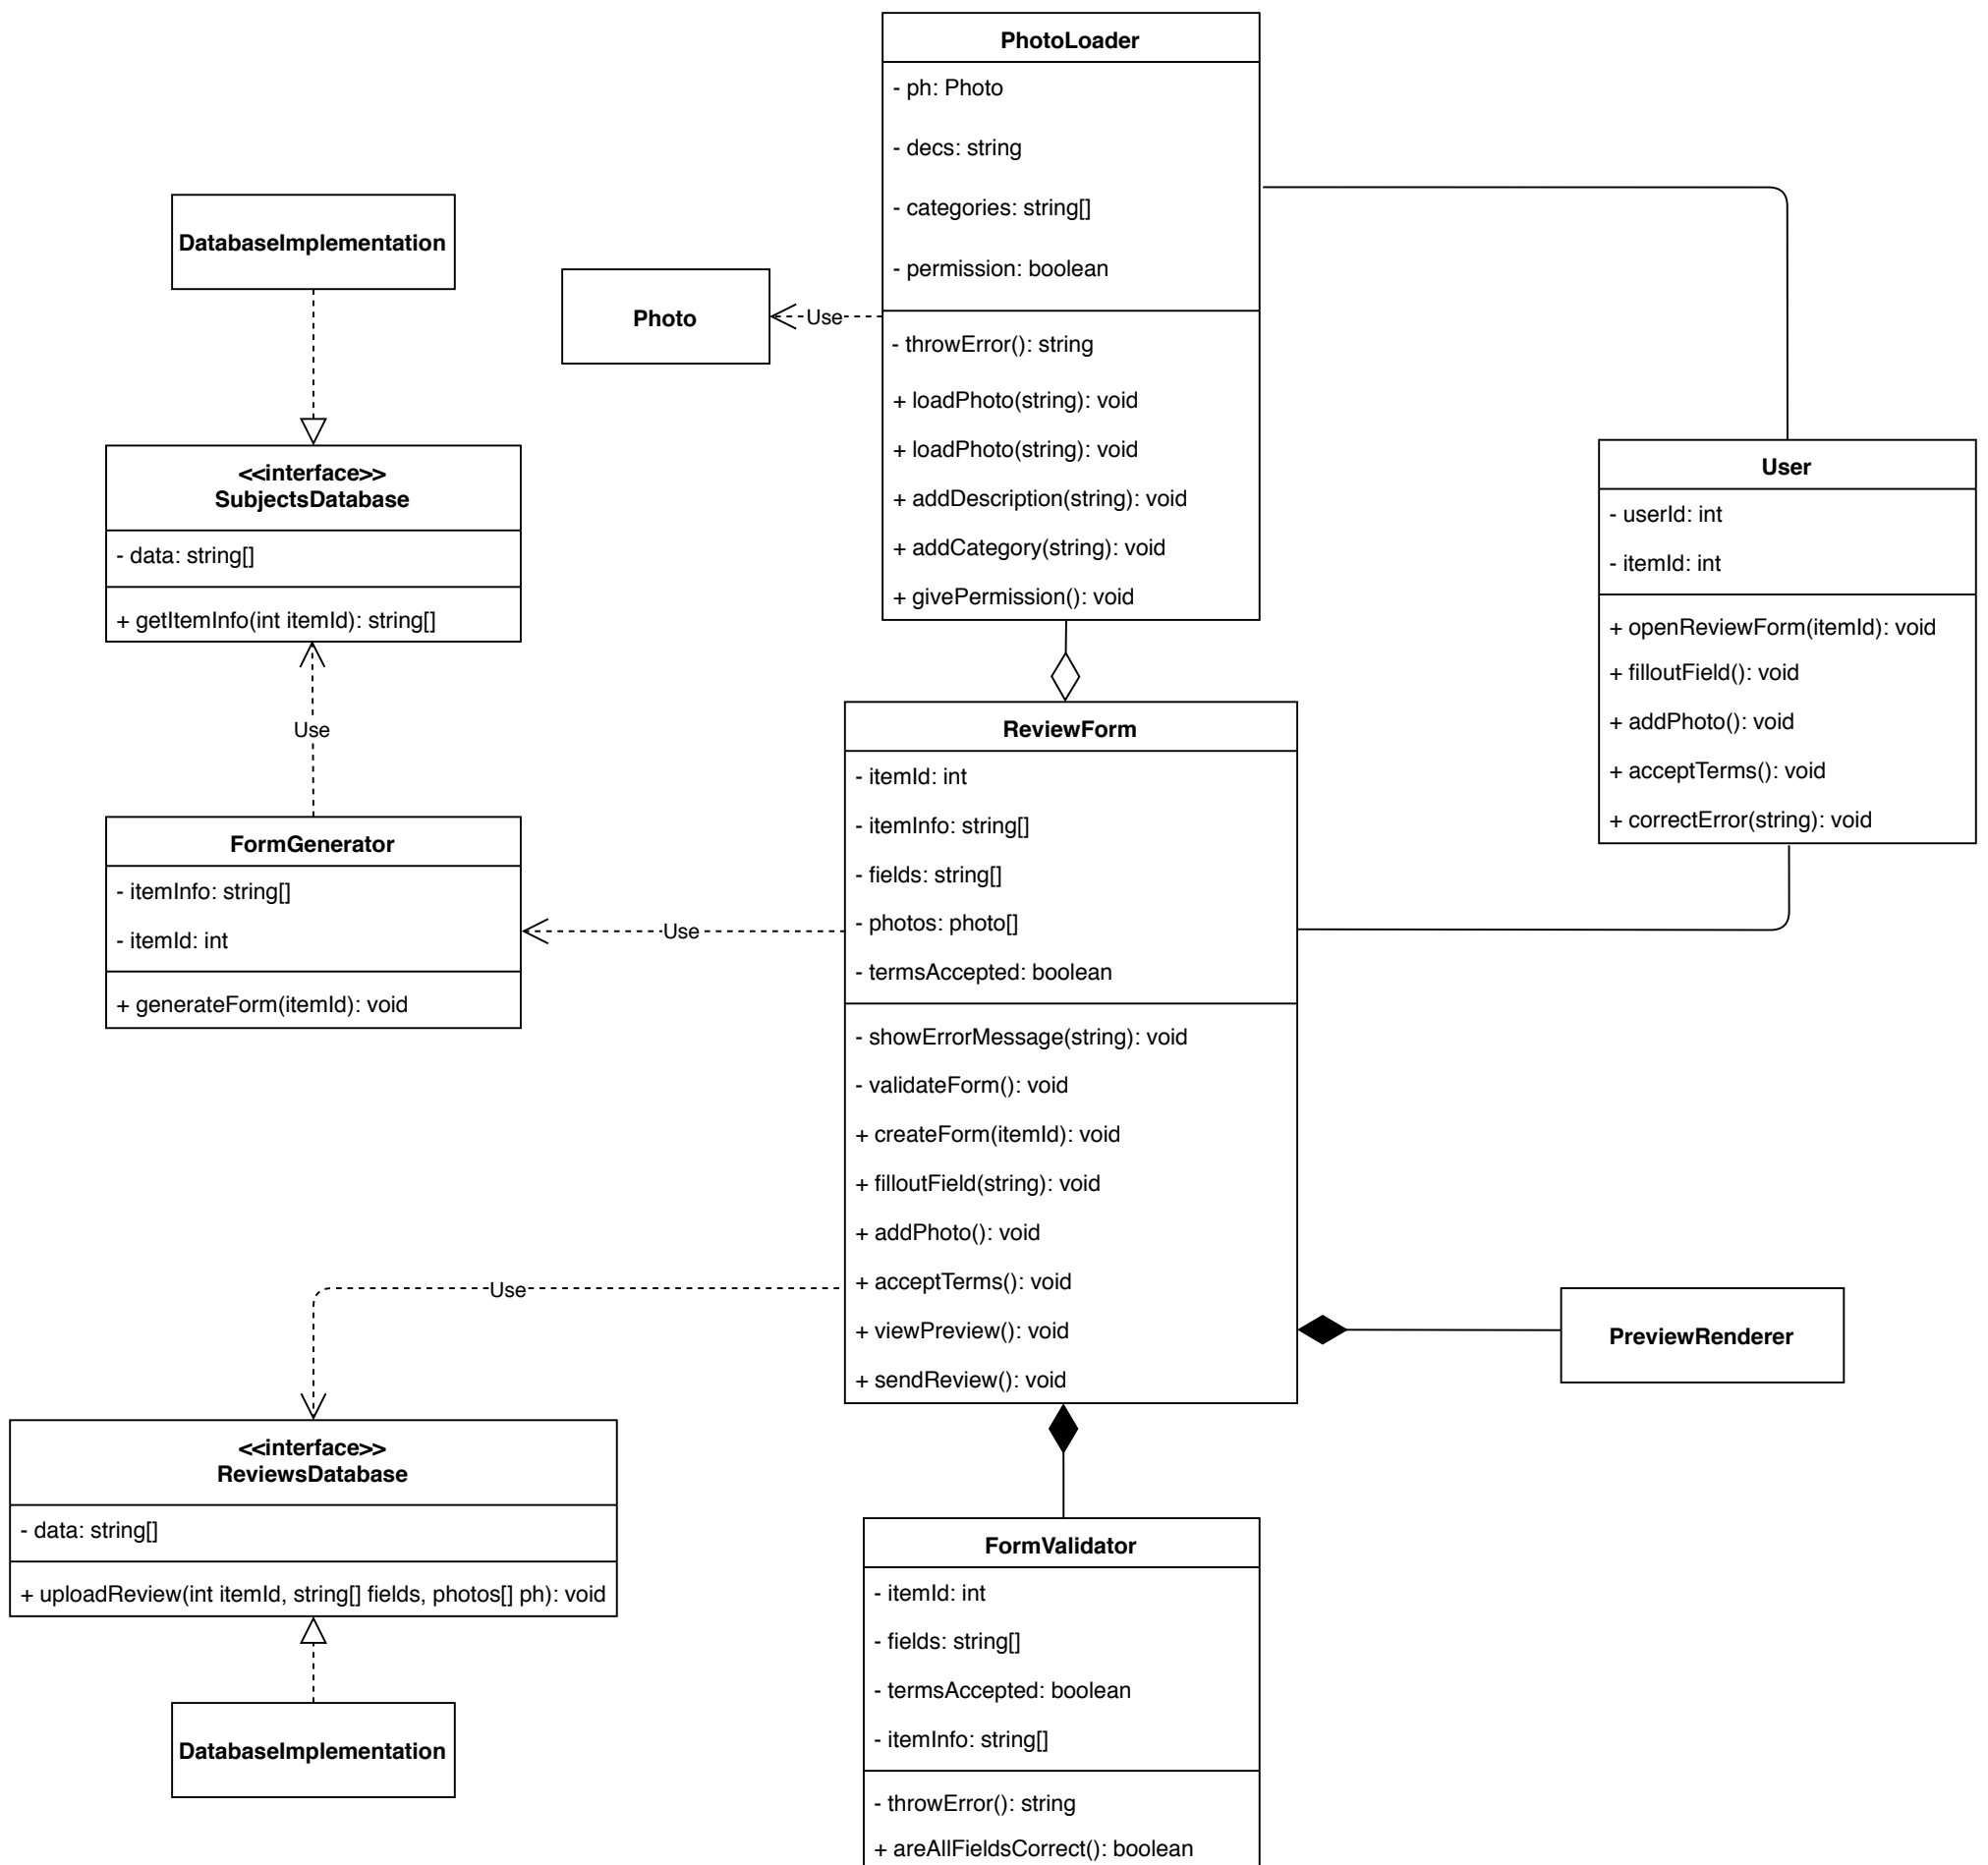 PhotoLoader
- ph: Photo
- decs: string
- categories: string[]
- permission: boolean
- throwError(): string
+ loadPhoto(string): void
+ loadPhoto(string): void
+ addDescription(string): void
+ addCategory(string): void
+ givePermission(): void
DatabaseImplementation
Photo
Use
<<interface>>
SubjectsDatabase
- data: string[]
+ getItemInfo(int itemId): string[]
Use
User
- userId: int
- itemId: int
+ openReviewForm(itemId): void
+ filloutField(): void
+ addPhoto(): void
+ acceptTerms(): void
+ correctError(string): void
FormGenerator
- itemInfo: string[]
- itemId: int
+ generateForm(itemId): void
Use
ReviewForm
- itemId: int
- itemInfo: string[]
- fields: string[]
- photos: photo[]
- termsAccepted: boolean
- showErrorMessage(string): void
- validateForm(): void
+ createForm(itemId): void
+ filloutField(string): void
+ addPhoto(): void
+ acceptTerms(): void
+ viewPreview(): void
+ sendReview(): void
Use
PreviewRenderer
<<interface>>
ReviewsDatabase
- data: string[]
+ uploadReview(int itemId, string[] fields, photos[] ph): void
DatabaseImplementation
FormValidator
- itemId: int
- fields: string[]
- termsAccepted: boolean
- itemInfo: string[]
- throwError(): string
+ areAllFieldsCorrect(): boolean